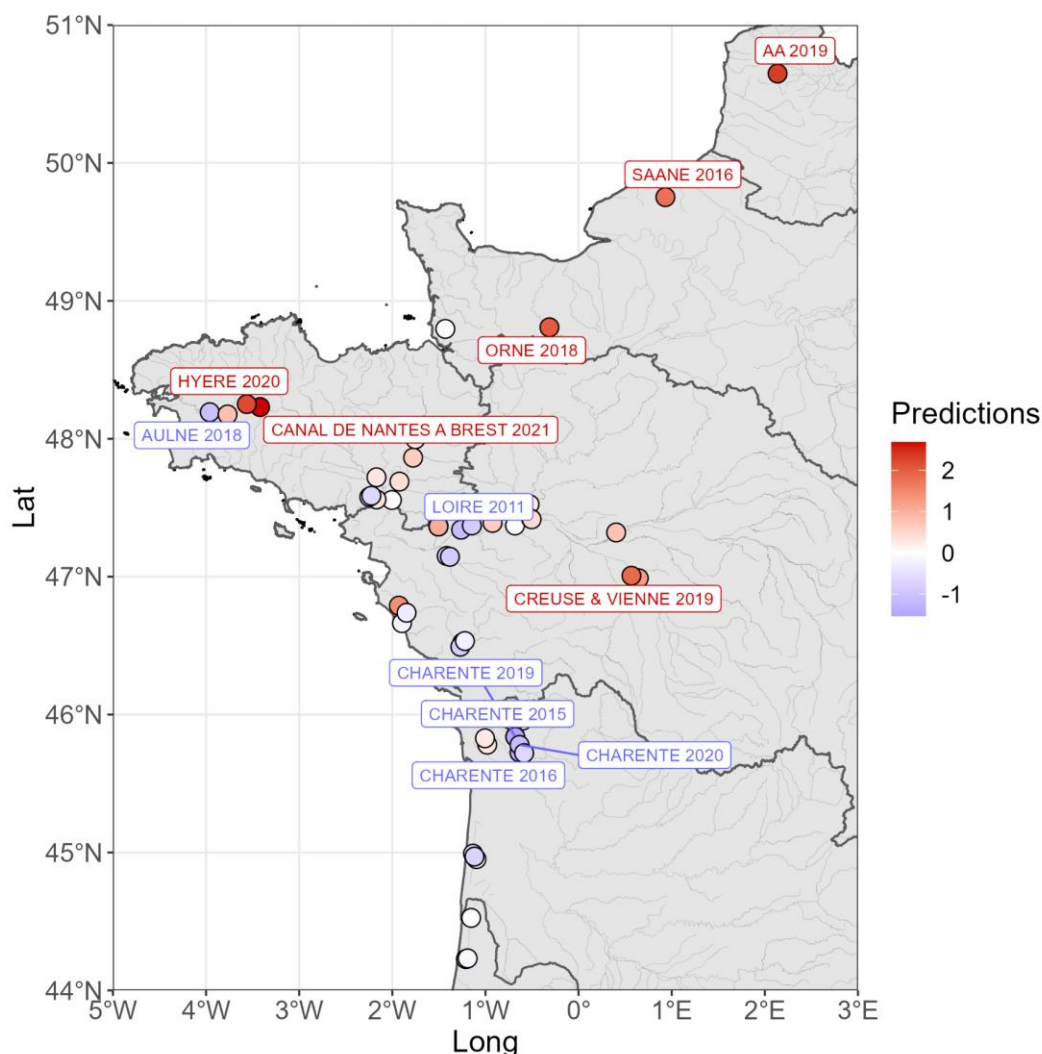 51°N
AA 2019
50°N
SAANE 2016
49°N
ORNE 2018
HYERE 2020
CANAL DE NANTES A BREST 2021
48°N
AULNE 2018
LOIRE 2011
47°N
CREUSE & VIENNE 2019
CHARENTE 2019
46°N
CHARENTE 2015
CHARENTE 2020
CHARENTE 2016
45°N
44°N
5°W 4°W 3°W 2°W 1°W 0° 1°E 2°E 3°E
Long
Lat
Predictions
2
1
0
-1